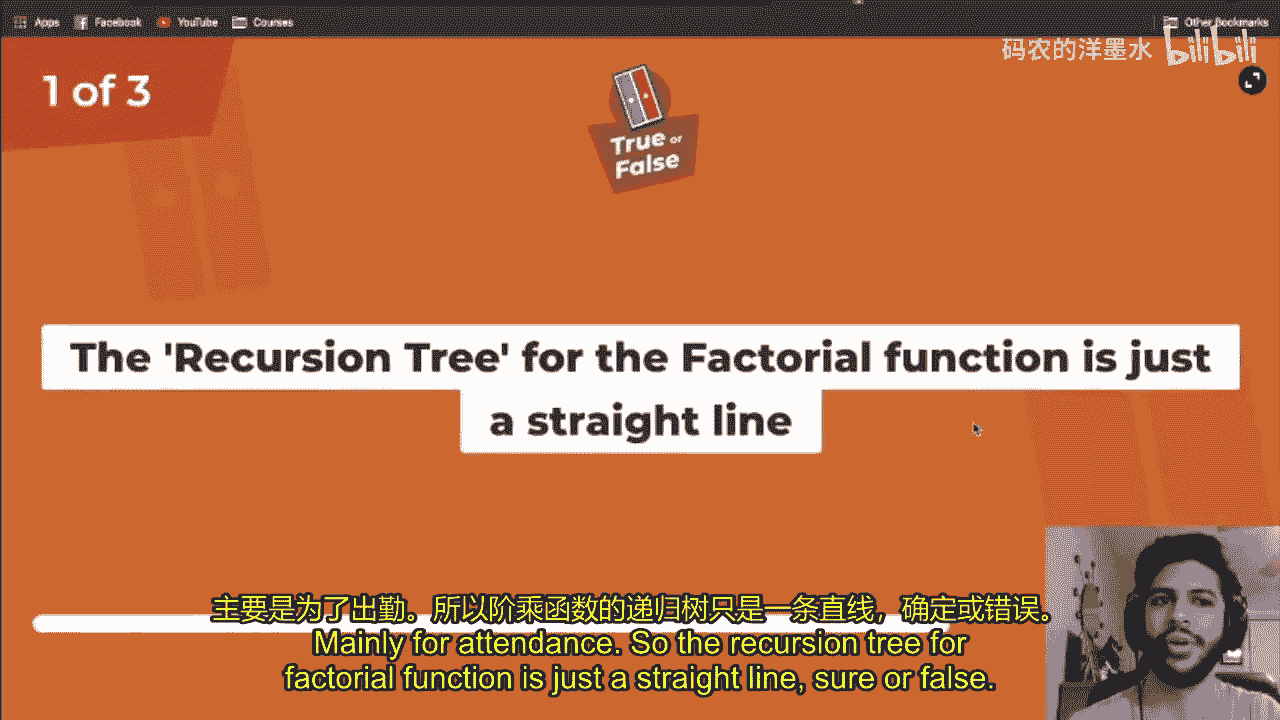 Apps Facebook YouTube Courses Other Bookmarks
码农的洋墨水 bilibili
1 of 3
True or
False
The 'Recursion Tree' for the Factorial function is just
a straight line
主要是为了出勤。所以阶乘函数的递归树只是一条直线，确定或错误。
Mainly for attendance. So the recursion tree for
factorial function is just a straight line, sure or false.